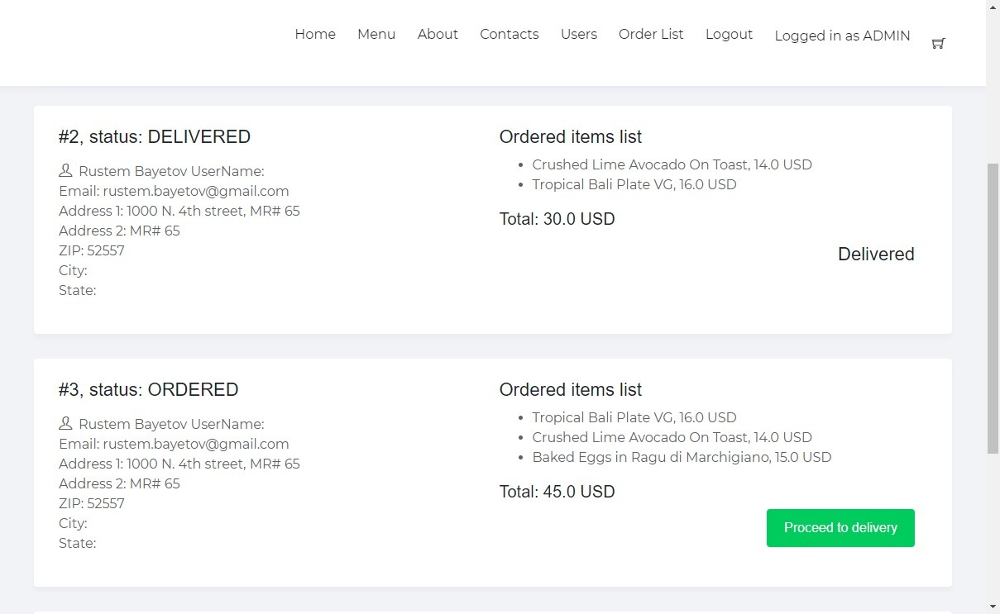 Home Menu About Contacts Users Order List Logout Logged in as ADMIN
#2, status: DELIVERED
Rustem Bayetov UserName:
Email: rustem.bayetov@gmail.com
Address 1: 1000 N. 4th street, MR# 65
Address 2: MR# 65
ZIP: 52557
City:
State:
Ordered items list
• Crushed Lime Avocado On Toast, 14.0 USD
• Tropical Bali Plate VG, 16.0 USD
Total: 30.0 USD
Delivered
#3, status: ORDERED
Rustem Bayetov UserName:
Email: rustem.bayetov@gmail.com
Address 1: 1000 N. 4th street, MR# 65
Address 2: MR# 65
ZIP: 52557
City:
State:
Ordered items list
• Tropical Bali Plate VG, 16.0 USD
• Crushed Lime Avocado On Toast, 14.0 USD
• Baked Eggs in Ragu di Marchigiano, 15.0 USD
Total: 45.0 USD
Proceed to delivery